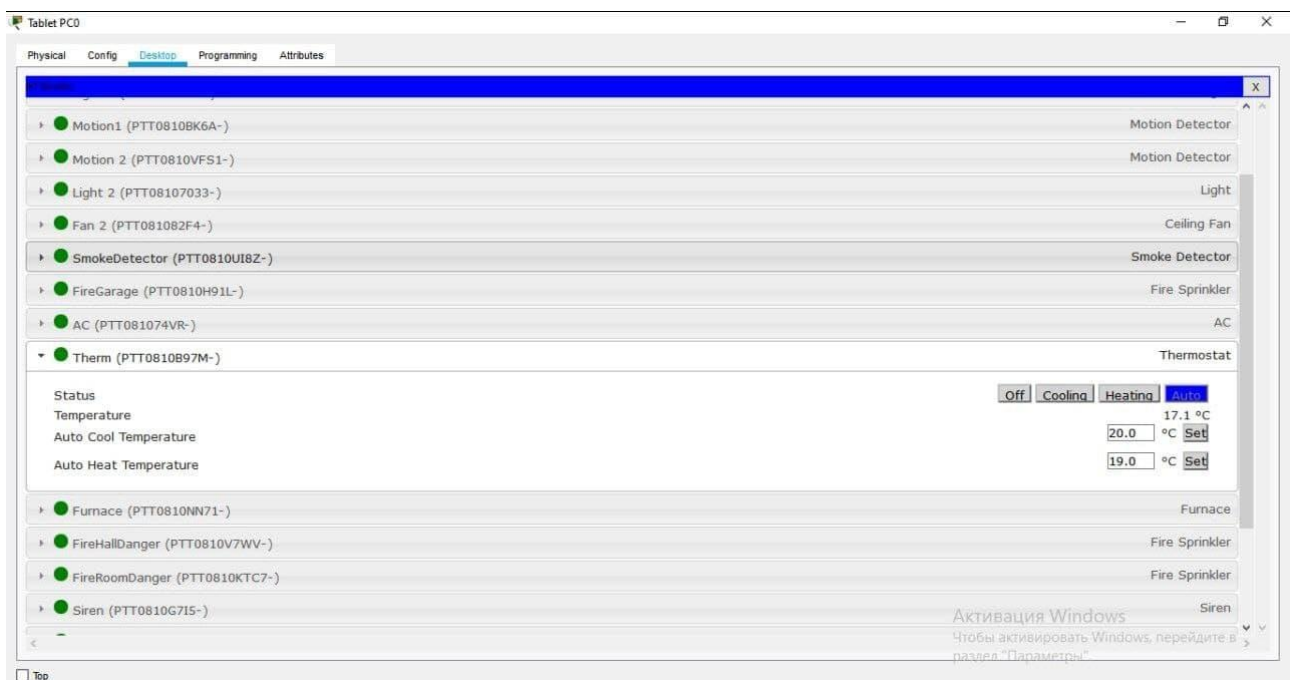 Tablet PC0
Physical Config Desktop Programming Attributes
X
Motion1 (PTT0810BK6A-) Motion Detector
Motion 2 (PTT0810VFS1-) Motion Detector
Light 2 (PTT08107033-) Light
Fan 2 (PTT081082F4-) Ceiling Fan
SmokeDetector (PTT0810UI8Z-) Smoke Detector
FireGarage (PTT0810H91L-) Fire Sprinkler
AC (PTT081074VR-) AC
Therm (PTT0810B97M-) Thermostat
Status Off Cooling Heating Auto
Temperature 17.1 °C
Auto Cool Temperature 20.0 °C Set
Auto Heat Temperature 19.0 °C Set
Furnace (PTT0810NN71-) Furnace
FireHallDanger (PTT0810V7WV-) Fire Sprinkler
FireRoomDanger (PTT0810KTC7-) Fire Sprinkler
Siren (PTT0810G7I5-) Siren
Активация Windows
Чтобы активировать Windows, перейдите в
раздел "Параметры".
Top